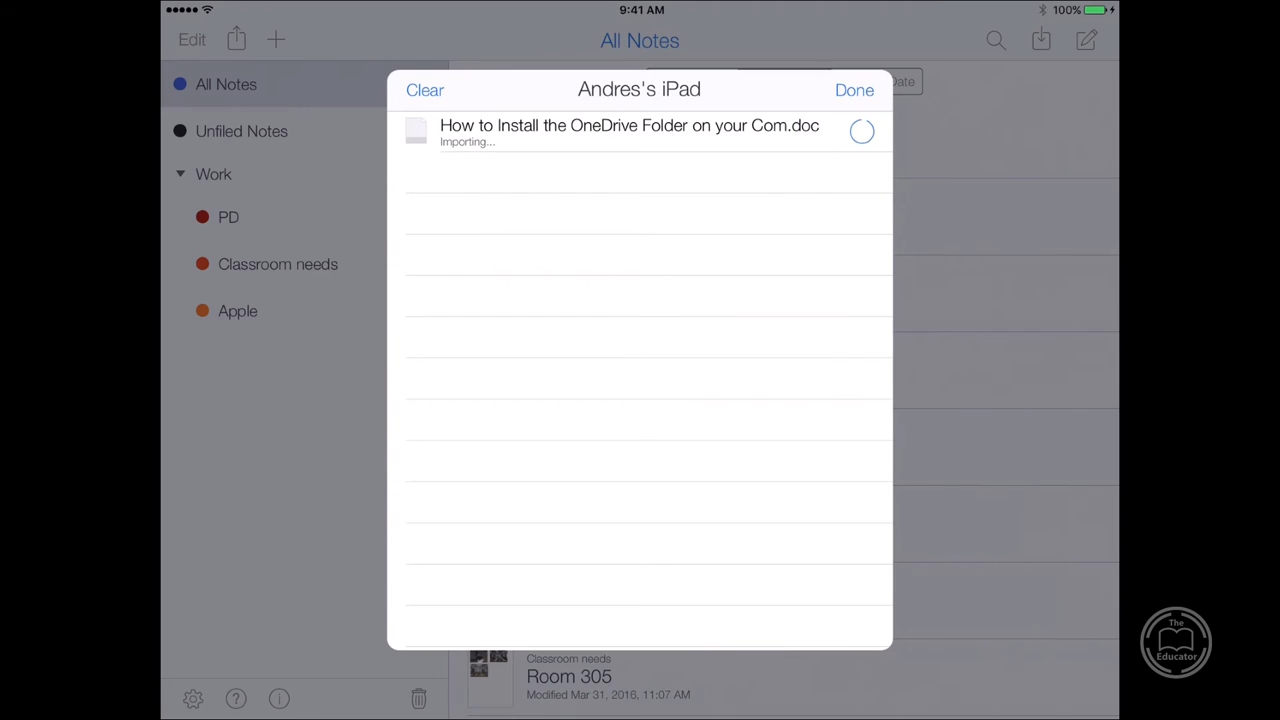 9:41 AM
100%
Edit
All Notes
All Notes
Unfiled Notes
Work
PD
Classroom needs
Apple
Date
Clear
Andres's iPad
Done
How to Install the OneDrive Folder on your Com.doc
Importing...
Classroom needs
Room 305
Modified Mar 31, 2016, 11:07 AM
The
Educator